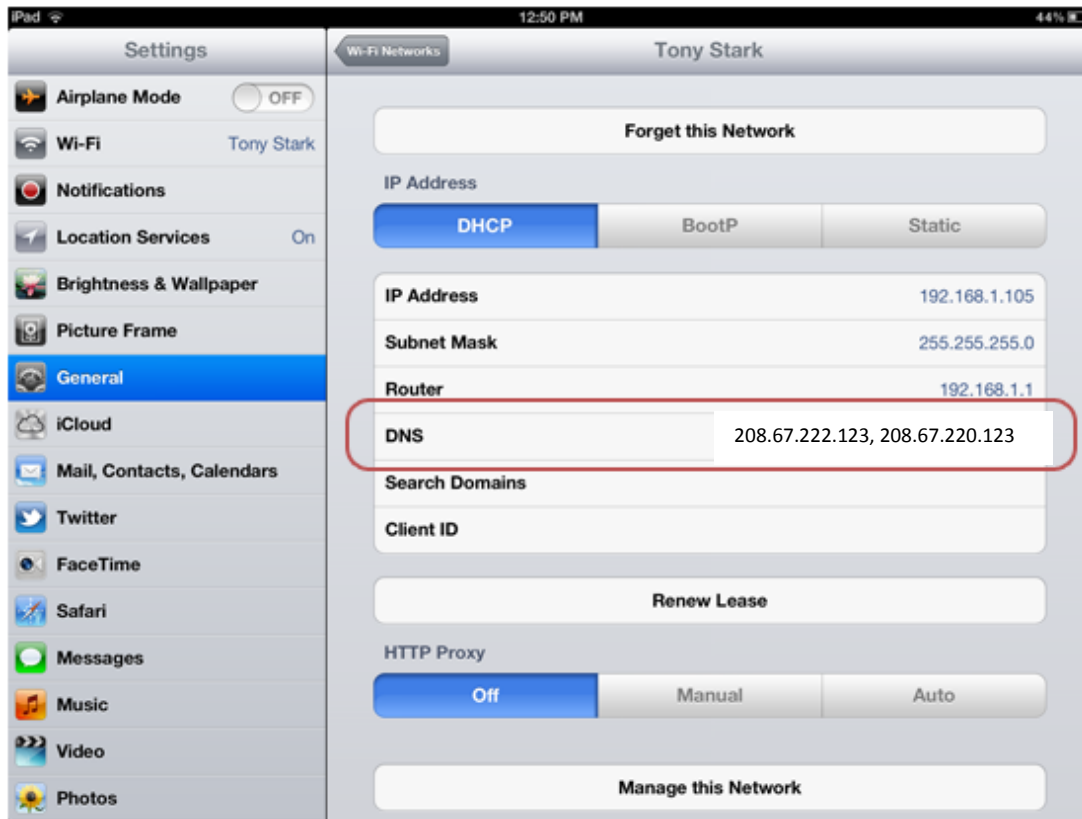 iPad 12:50 PM 44%
Settings
Airplane Mode OFF
Wi-Fi Tony Stark
Notifications
Location Services On
Brightness & Wallpaper
Picture Frame
General
iCloud
Mail, Contacts, Calendars
Twitter
FaceTime
Safari
Messages
Music
Video
Photos
Wi-Fi Networks Tony Stark
Forget this Network
IP Address
DHCP BootP Static
IP Address 192.168.1.105
Subnet Mask 255.255.255.0
Router 192.168.1.1
DNS 208.67.222.123, 208.67.220.123
Search Domains
Client ID
Renew Lease
HTTP Proxy
Off Manual Auto
Manage this Network